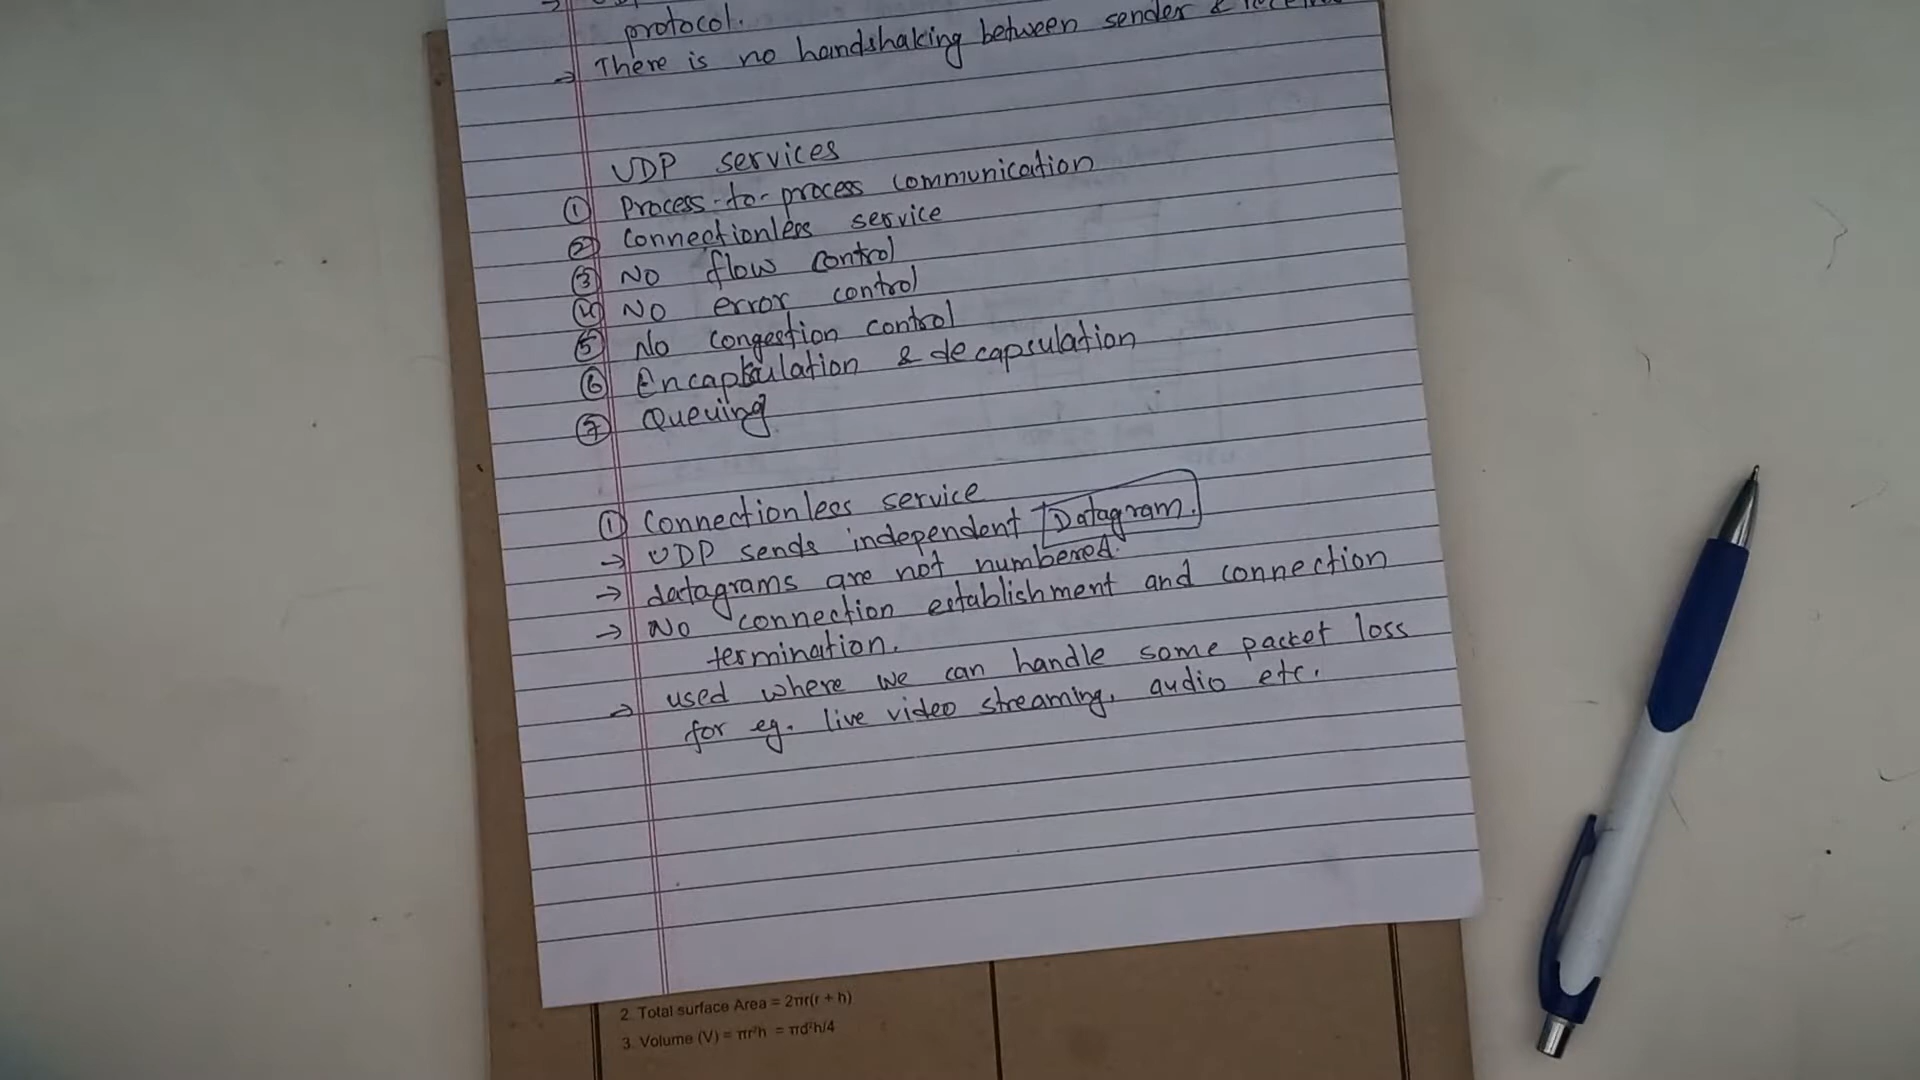 protocol.
→ There is no handshaking between sender &
UDP services
① Process-to-process communication
② Connectionless service
③ No flow control
④ No error control
⑤ No congestion control
⑥ Encapsulation & decapsulation
⑦ Queuing
① Connectionless service
→ UDP sends independent Datagram.
→ datagrams are not numbered.
→ No connection establishment and connection
termination.
→ used where we can handle some packet loss
for eg. live video streaming, audio etc.
2. Total surface Area = 2πr(r + h)
3. Volume (V) = πr²h = πd²h/4